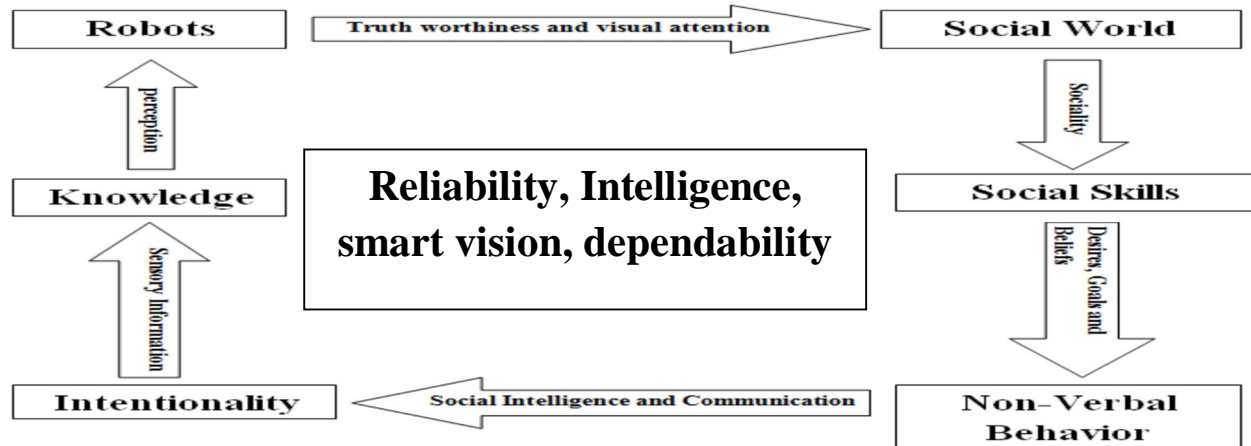 Robots
Truth worthiness and visual attention
Social World
perception
Sociality
Knowledge
Reliability, Intelligence,
smart vision, dependability
Social Skills
Sensory Information
Desires, Goals and
Beliefs
Intentionality
Social Intelligence and Communication
Non-Verbal
Behavior